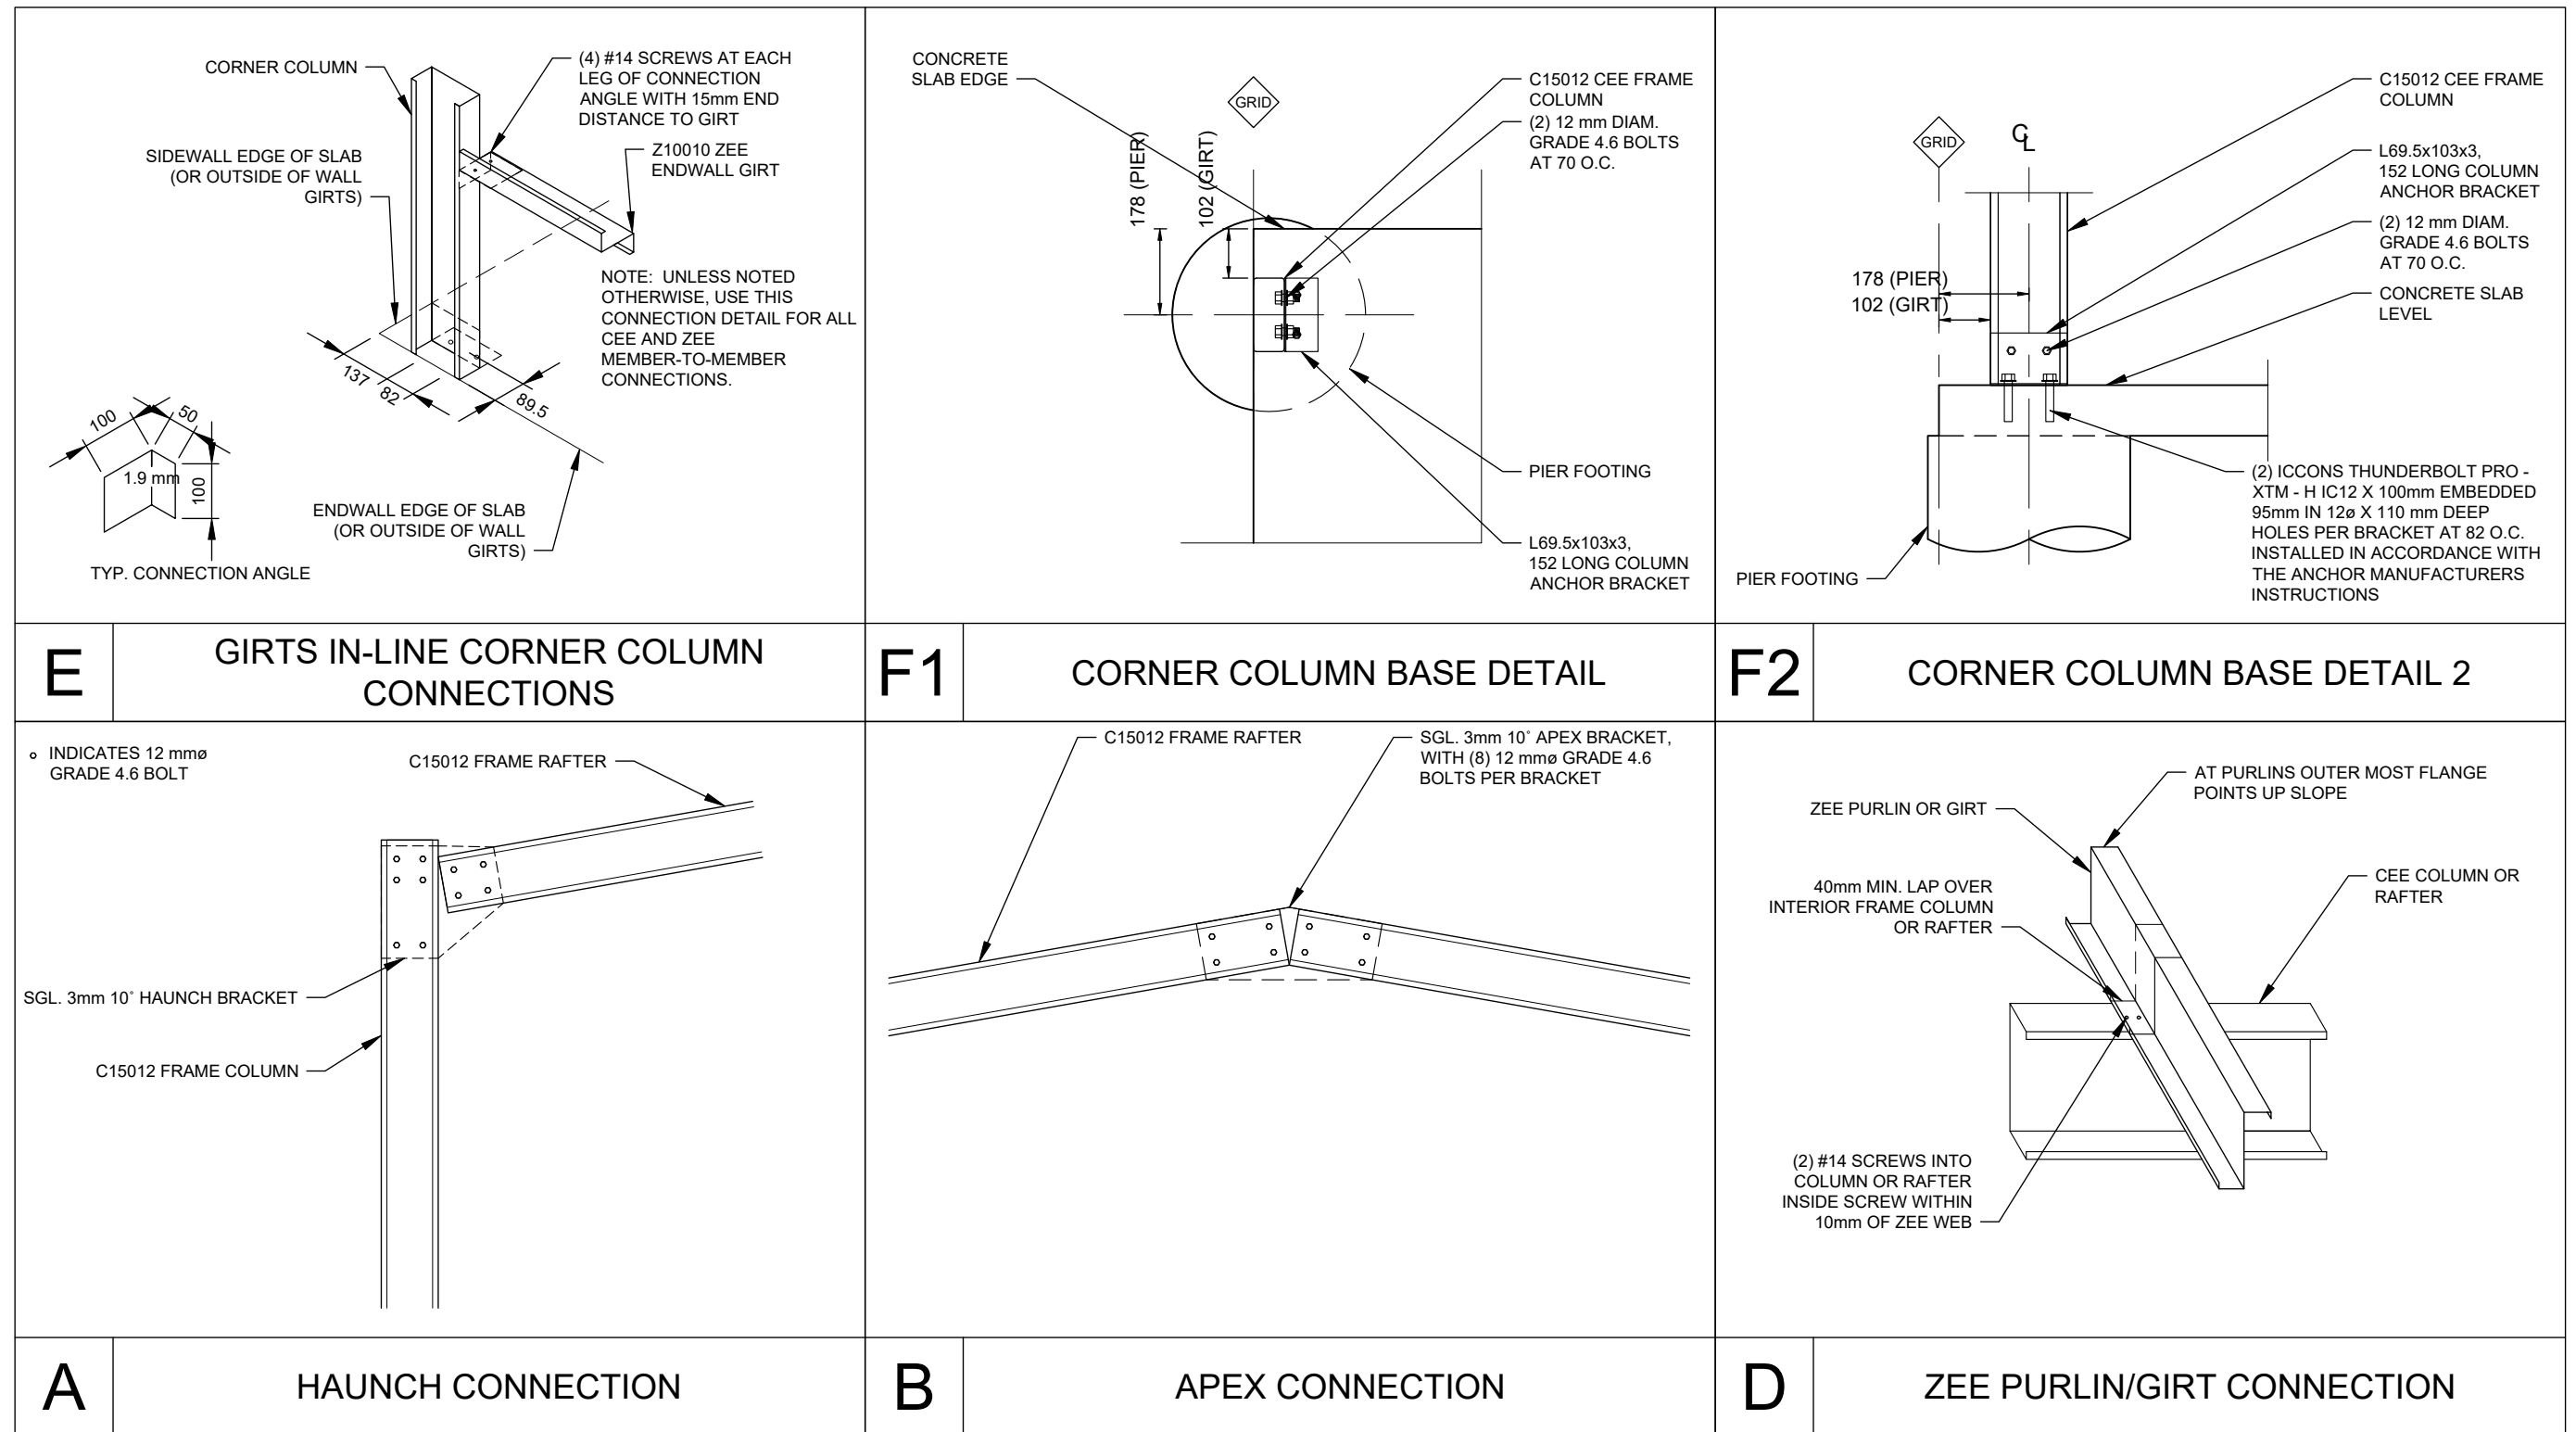 CORNER COLUMN
(4) #14 SCREWS AT EACH
LEG OF CONNECTION
ANGLE WITH 15mm END
DISTANCE TO GIRT
SIDEWALL EDGE OF SLAB
(OR OUTSIDE OF WALL
GIRTS)
Z10010 ZEE
ENDWALL GIRT
NOTE: UNLESS NOTED
OTHERWISE, USE THIS
CONNECTION DETAIL FOR ALL
CEE AND ZEE
MEMBER-TO-MEMBER
CONNECTIONS.
137
82
89.5
100
50
1.9 mm
100
ENDWALL EDGE OF SLAB
(OR OUTSIDE OF WALL
GIRTS)
TYP. CONNECTION ANGLE
E
GIRTS IN-LINE CORNER COLUMN
CONNECTIONS
CONCRETE
SLAB EDGE
GRID
C15012 CEE FRAME
COLUMN
(2) 12 mm DIAM.
GRADE 4.6 BOLTS
AT 70 O.C.
178 (PIER)
102 (GIRT)
PIER FOOTING
L69.5x103x3,
152 LONG COLUMN
ANCHOR BRACKET
F1
CORNER COLUMN BASE DETAIL
GRID
CL
C15012 CEE FRAME
COLUMN
L69.5x103x3,
152 LONG COLUMN
ANCHOR BRACKET
(2) 12 mm DIAM.
GRADE 4.6 BOLTS
AT 70 O.C.
178 (PIER)
102 (GIRT)
CONCRETE SLAB
LEVEL
(2) ICCONS THUNDERBOLT PRO -
XTM - H IC12 X 100mm EMBEDDED
95mm IN 12ø X 110 mm DEEP
HOLES PER BRACKET AT 82 O.C.
INSTALLED IN ACCORDANCE WITH
THE ANCHOR MANUFACTURERS
INSTRUCTIONS
PIER FOOTING
F2
CORNER COLUMN BASE DETAIL 2
INDICATES 12 mmø
GRADE 4.6 BOLT
C15012 FRAME RAFTER
SGL. 3mm 10° HAUNCH BRACKET
C15012 FRAME COLUMN
A
HAUNCH CONNECTION
C15012 FRAME RAFTER
SGL. 3mm 10° APEX BRACKET,
WITH (8) 12 mmø GRADE 4.6
BOLTS PER BRACKET
B
APEX CONNECTION
AT PURLINS OUTER MOST FLANGE
POINTS UP SLOPE
ZEE PURLIN OR GIRT
40mm MIN. LAP OVER
INTERIOR FRAME COLUMN
OR RAFTER
CEE COLUMN OR
RAFTER
(2) #14 SCREWS INTO
COLUMN OR RAFTER
INSIDE SCREW WITHIN
10mm OF ZEE WEB
D
ZEE PURLIN/GIRT CONNECTION